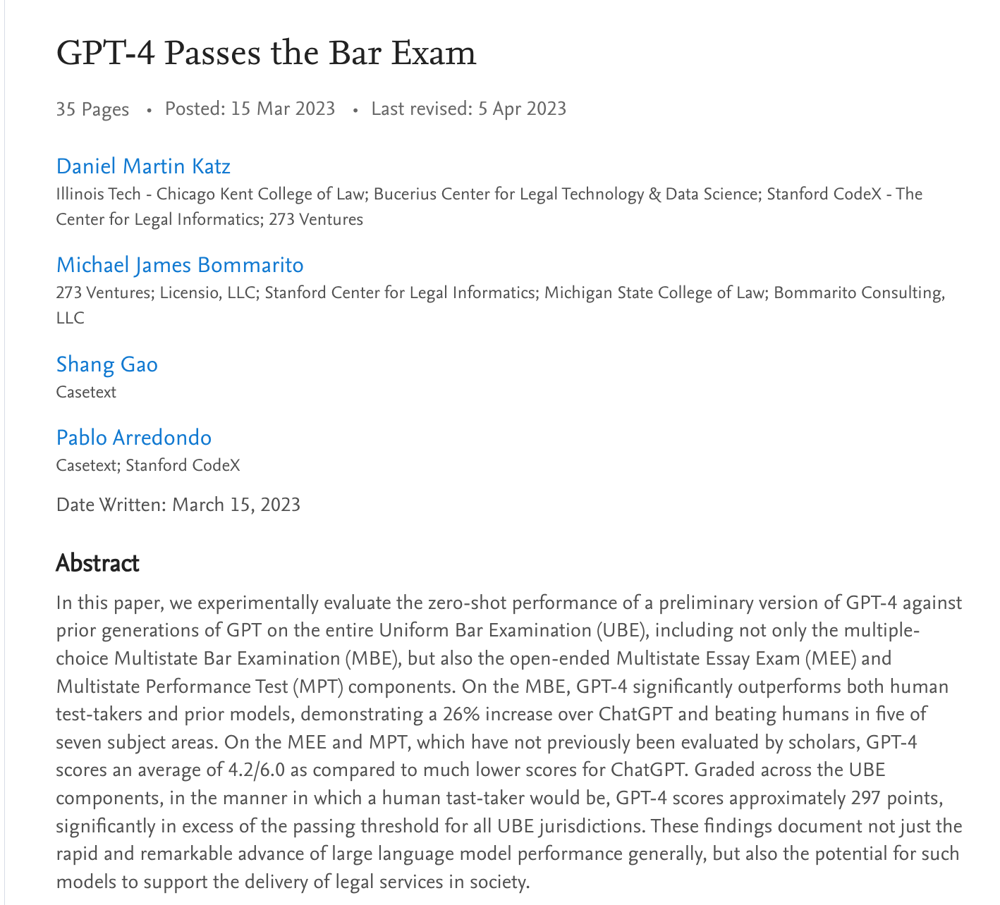 GPT-4 Passes the Bar Exam
35 Pages • Posted: 15 Mar 2023 • Last revised: 5 Apr 2023
Daniel Martin Katz
Illinois Tech - Chicago Kent College of Law; Bucerius Center for Legal Technology & Data Science; Stanford CodeX - The
Center for Legal Informatics; 273 Ventures
Michael James Bommarito
273 Ventures; Licensio, LLC; Stanford Center for Legal Informatics; Michigan State College of Law; Bommarito Consulting,
LLC
Shang Gao
Casetext
Pablo Arredondo
Casetext; Stanford CodeX
Date Written: March 15, 2023
Abstract
In this paper, we experimentally evaluate the zero-shot performance of a preliminary version of GPT-4 against
prior generations of GPT on the entire Uniform Bar Examination (UBE), including not only the multiple-
choice Multistate Bar Examination (MBE), but also the open-ended Multistate Essay Exam (MEE) and
Multistate Performance Test (MPT) components. On the MBE, GPT-4 significantly outperforms both human
test-takers and prior models, demonstrating a 26% increase over ChatGPT and beating humans in five of
seven subject areas. On the MEE and MPT, which have not previously been evaluated by scholars, GPT-4
scores an average of 4.2/6.0 as compared to much lower scores for ChatGPT. Graded across the UBE
components, in the manner in which a human tast-taker would be, GPT-4 scores approximately 297 points,
significantly in excess of the passing threshold for all UBE jurisdictions. These findings document not just the
rapid and remarkable advance of large language model performance generally, but also the potential for such
models to support the delivery of legal services in society.